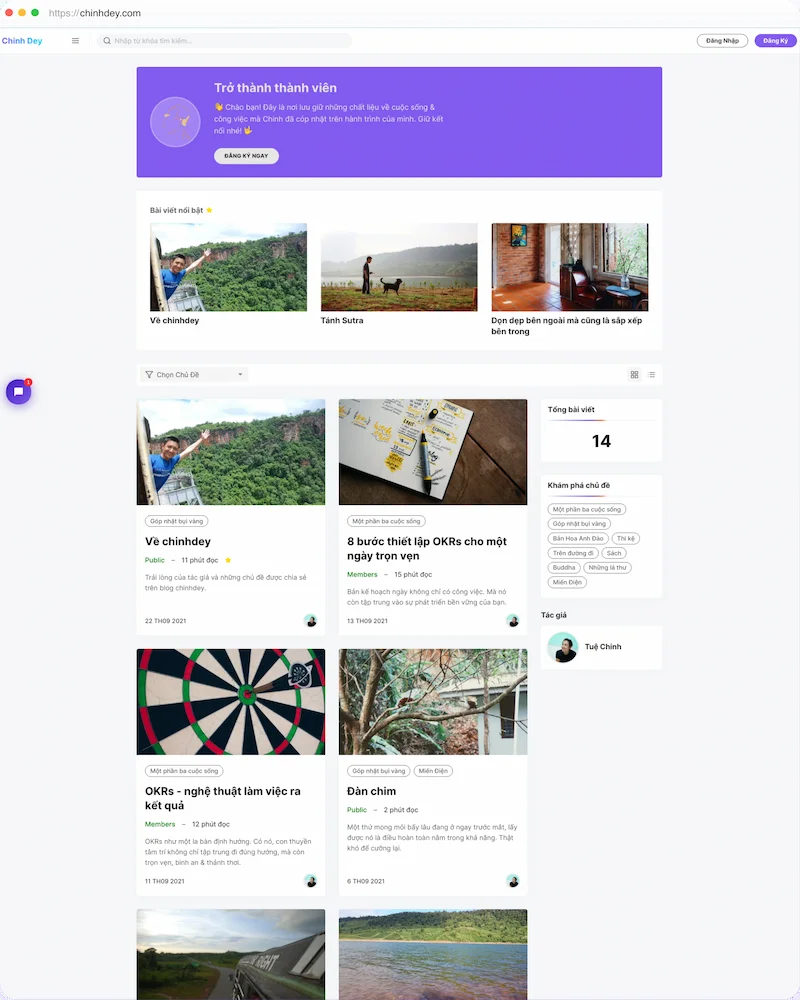 https://chinhdey.com
Chinh Dey
Nhập từ khóa tìm kiếm...
Đăng Nhập
Đăng Ký
Trở thành thành viên
👋 Chào bạn! Đây là nơi lưu giữ những chất liệu về cuộc sống &
công việc mà Chinh đã cóp nhặt trên hành trình của mình. Giữ kết
nối nhé! 🤟
ĐĂNG KÝ NGAY
Bài viết nổi bật ⭐
Về chinhdey
Tánh Sutra
Dọn dẹp bên ngoài mà cũng là sắp xếp
bên trong
1
Chọn Chủ Đề
Góp nhặt bụi vàng
Về chinhdey
Public – 11 phút đọc
Trải lòng của tác giả và những chủ đề được chia sẻ
trên blog chinhdey.
22 TH09 2021
Một phần ba cuộc sống
8 bước thiết lập OKRs cho một
ngày trọn vẹn
Members – 15 phút đọc
Bản kế hoạch ngày không chỉ có công việc. Mà nó
còn tập trung vào sự phát triển bền vững của bạn.
13 TH09 2021
Tổng bài viết
14
Khám phá chủ đề
Một phần ba cuộc sống
Góp nhặt bụi vàng
Bản Hoa Anh Đào
Thi kệ
Trên đường đi
Sách
Buddha
Những lá thư
Miến Điện
Tác giả
Tuệ Chinh
Một phần ba cuộc sống
OKRs - nghệ thuật làm việc ra
kết quả
Members – 12 phút đọc
OKRs như một la bàn định hướng. Có nó, con thuyền
tâm trí không chỉ tập trung đi đúng hướng, mà còn
trọn vẹn, bình an & thảnh thơi.
11 TH09 2021
Góp nhặt bụi vàng
Miến Điện
Đàn chim
Public – 2 phút đọc
Một thứ mong mỏi bấy lâu đang ở ngay trước mắt, lấy
được nó là điều hoàn toàn nằm trong khả năng. Thật
khó để cưỡng lại.
6 TH09 2021